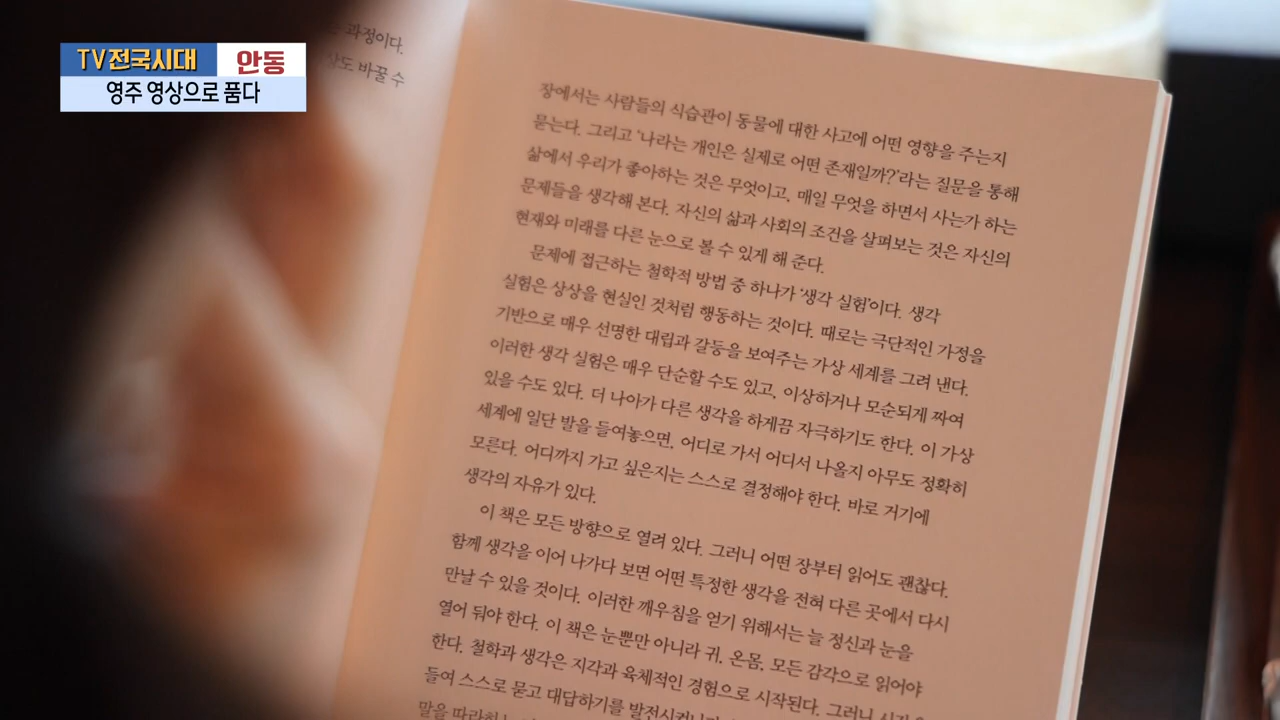 TV전국시대 안동
영주 영상으로 품다
과정이다.
바꿀 수
장에서는 사람들의 식습관이 동물에 대한 사고에 어떤 영향을 주는지
묻는다. 그리고 ‘나라는 개인은 실제로 어떤 존재일까?’라는 질문을 통해
삶에서 우리가 좋아하는 것은 무엇이고, 매일 무엇을 하면서 사는가 하는
문제들을 생각해 본다. 자신의 삶과 사회의 조건을 살펴보는 것은 자신의
현재와 미래를 다른 눈으로 볼 수 있게 해 준다.
문제에 접근하는 철학적 방법 중 하나가 ‘생각 실험’이다. 생각
실험은 상상을 현실인 것처럼 행동하는 것이다. 때로는 극단적인 가정을
기반으로 매우 선명한 대립과 갈등을 보여주는 가상 세계를 그려 낸다.
이러한 생각 실험은 매우 단순할 수도 있고, 이상하거나 모순되게 짜여
있을 수도 있다. 더 나아가 다른 생각을 하게끔 자극하기도 한다. 이 가상
세계에 일단 발을 들여놓으면, 어디로 가서 어디서 나올지 아무도 정확히
모른다. 어디까지 가고 싶은지는 스스로 결정해야 한다. 바로 거기에
생각의 자유가 있다.
이 책은 모든 방향으로 열려 있다. 그러니 어떤 장부터 읽어도 괜찮다.
함께 생각을 이어 나가다 보면 어떤 특정한 생각을 전혀 다른 곳에서 다시
만날 수 있을 것이다. 이러한 깨우침을 얻기 위해서는 늘 정신과 눈을
열어 둬야 한다. 이 책은 눈뿐만 아니라 귀, 온몸, 모든 감각으로 읽어야
한다. 철학과 생각은 지각과 육체적인 경험으로 시작된다. 그러니
들여 스스로 묻고 대답하기를
말을